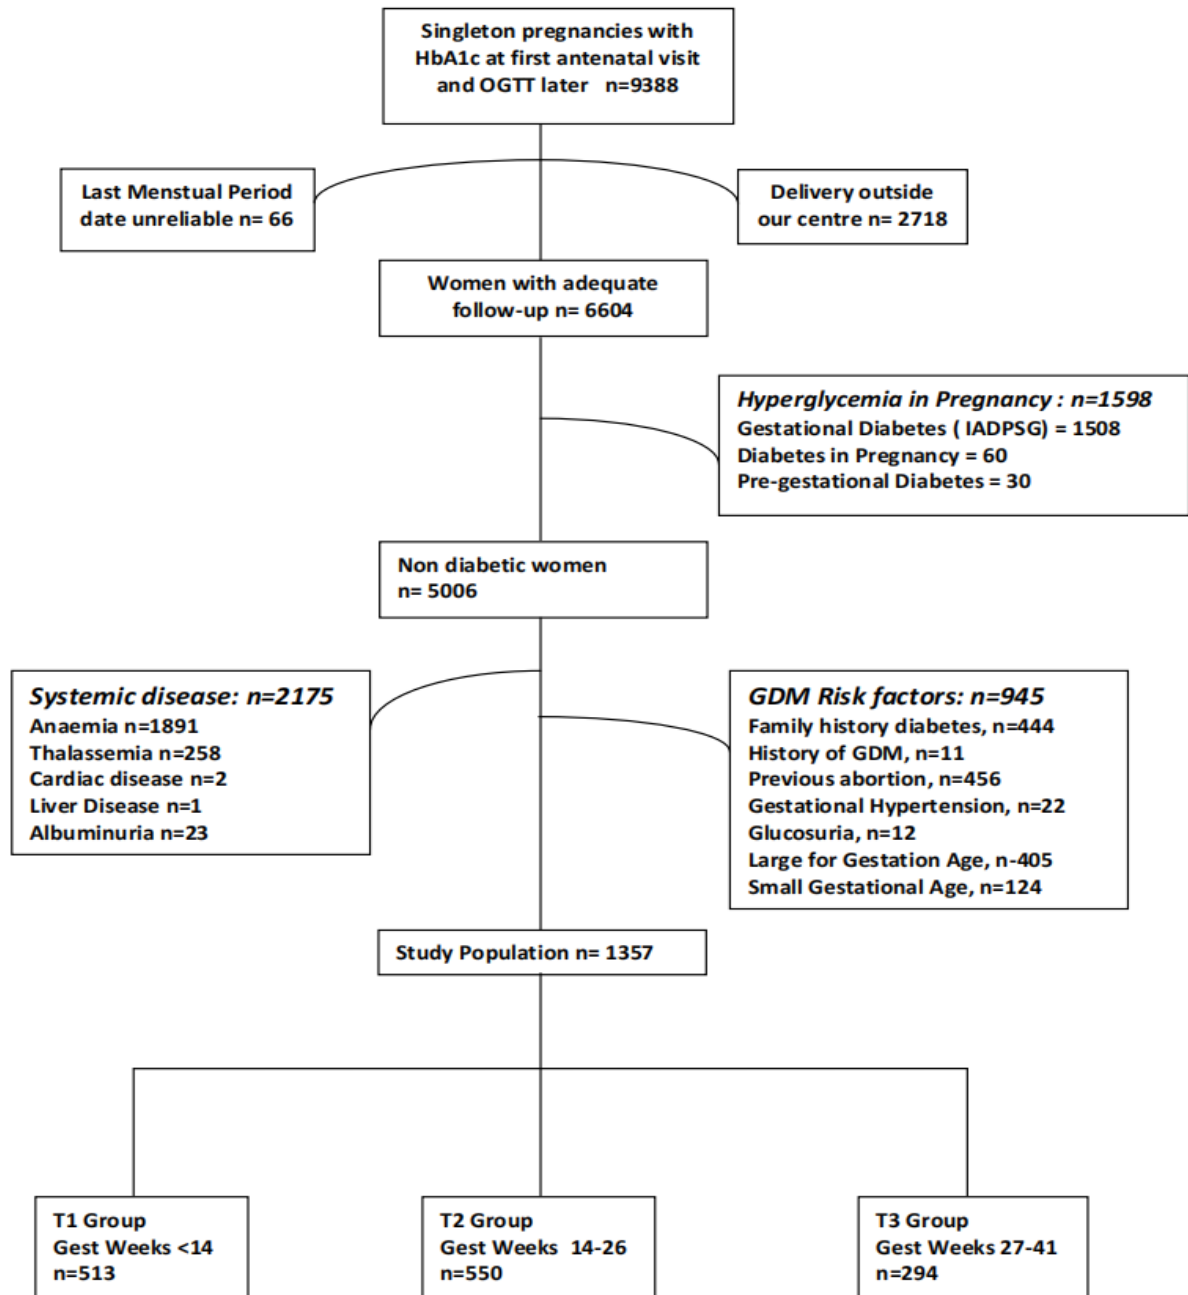 Singleton pregnancies with
HbA1c at first antenatal visit
and OGTT later n=9388
Last Menstual Period
date unreliable n= 66
Delivery outside
our centre n= 2718
Women with adequate
follow-up n= 6604
Hyperglycemia in Pregnancy : n=1598
Gestational Diabetes ( IADPSG) = 1508
Diabetes in Pregnancy = 60
Pre-gestational Diabetes = 30
Non diabetic women
n= 5006
Systemic disease: n=2175
Anaemia n=1891
Thalassemia n=258
Cardiac disease n=2
Liver Disease n=1
Albuminuria n=23
GDM Risk factors: n=945
Family history diabetes, n=444
History of GDM, n=11
Previous abortion, n=456
Gestational Hypertension, n=22
Glucosuria, n=12
Large for Gestation Age, n-405
Small Gestational Age, n=124
Study Population n= 1357
T1 Group
Gest Weeks <14
n=513
T2 Group
Gest Weeks 14-26
n=550
T3 Group
Gest Weeks 27-41
n=294